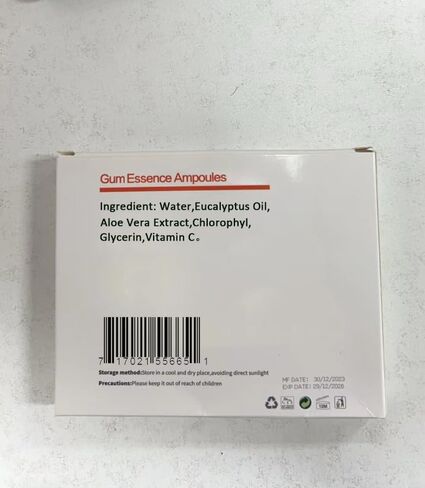 Gum Essence Ampoules
Ingredient: Water,Eucalyptus Oil,
Aloe Vera Extract,Chlorophyl,
Glycerin,Vitamin C。
7 17021 55665 1
Storage method:Store in a cool and dry place,avoiding direct sunlight
Precautions:Please keep it out of reach of children
MF DATE: 30/12/2023
EXP DATE: 29/12/2026